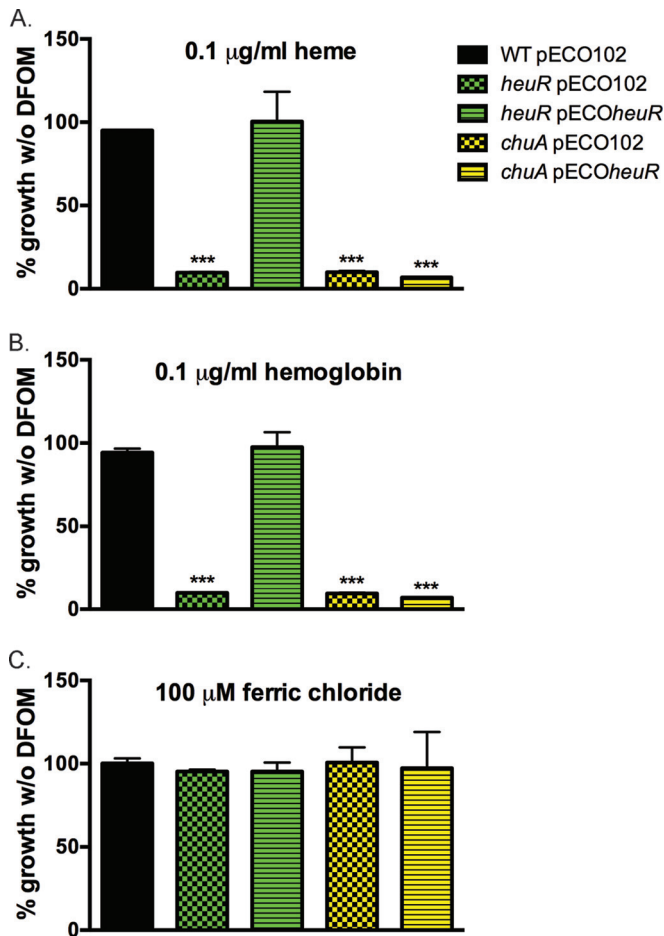 A.
0.1 μg/ml heme
% growth w/o DFOM
150
100
50
0
***
***
***
WT pECO102
heuR pECO102
heuR pECOheuR
chuA pECO102
chuA pECOheuR
B.
0.1 μg/ml hemoglobin
% growth w/o DFOM
150
100
50
0
***
***
***
C.
100 μM ferric chloride
% growth w/o DFOM
150
100
50
0